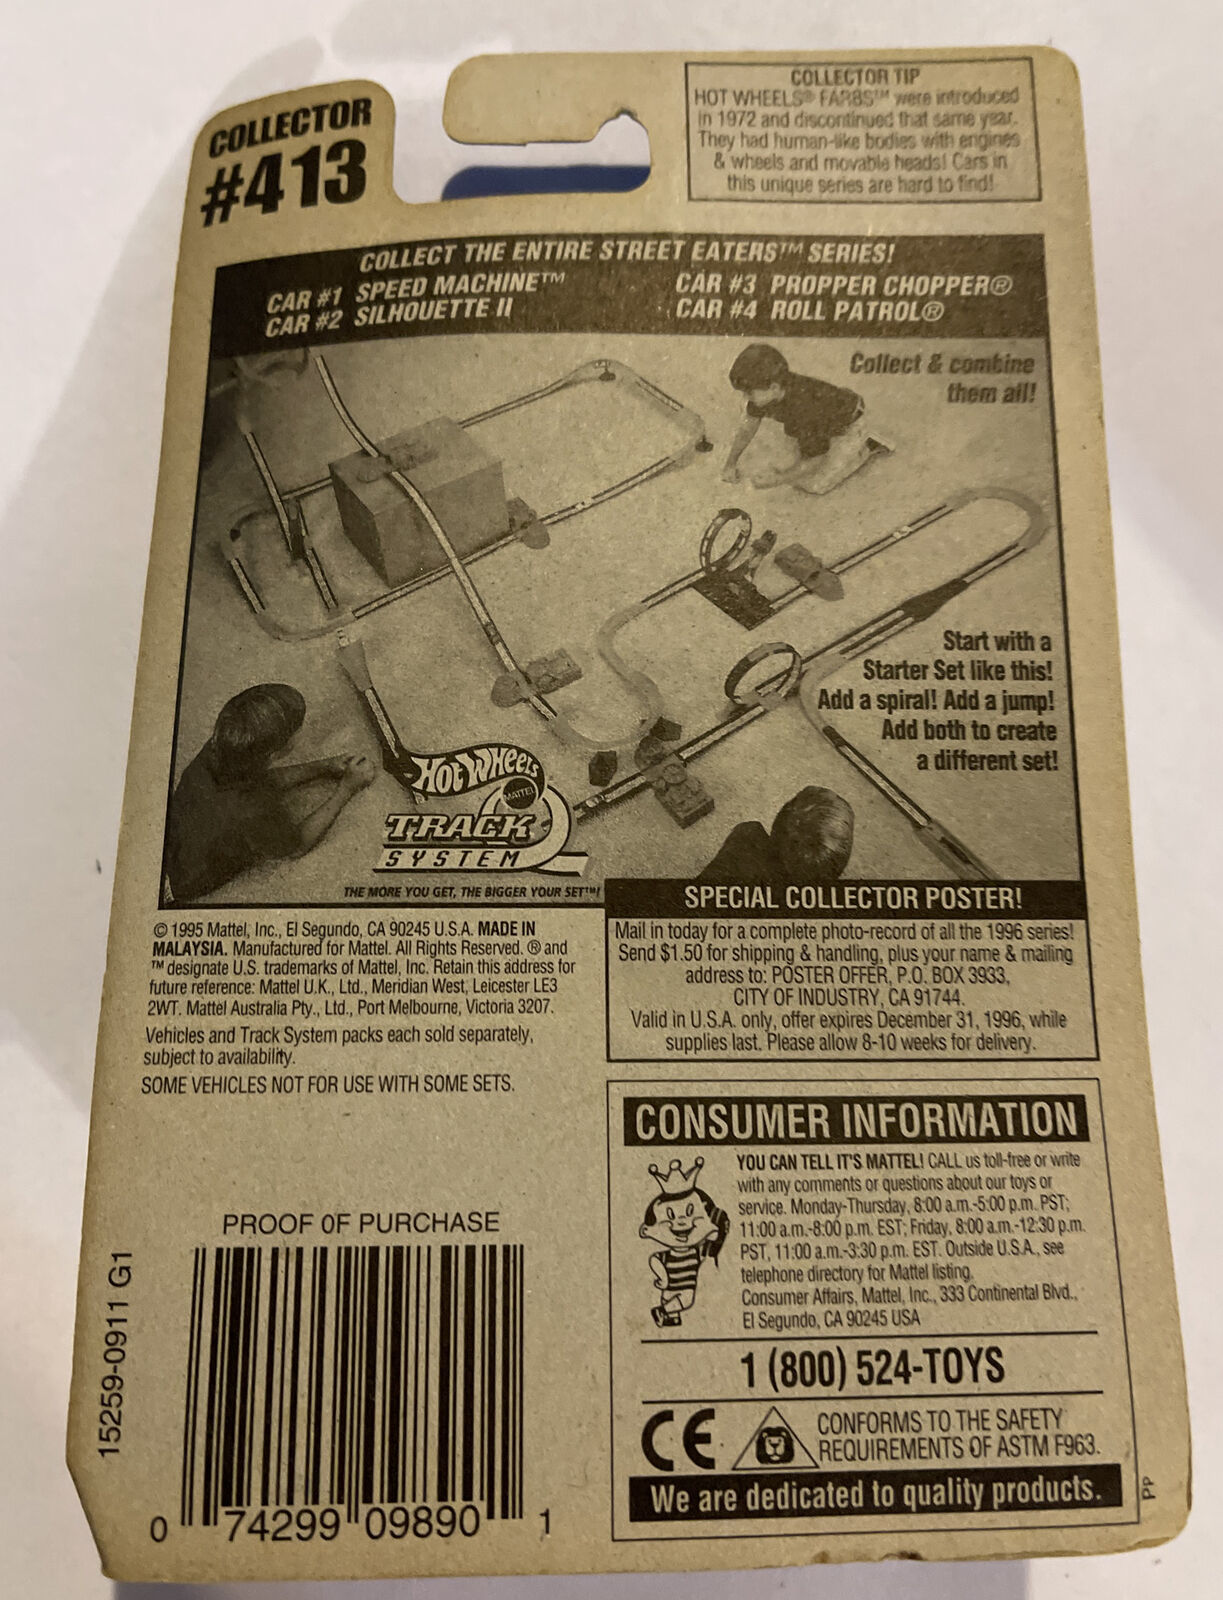 COLLECTOR
#413
COLLECTOR TIP
HOT WHEELS® FARBS™ were introduced
in 1972 and discontinued that same year.
They had human-like bodies with engines
& wheels and movable heads! Cars in
this unique series are hard to find!
COLLECT THE ENTIRE STREET EATERS™ SERIES!
CAR #1 SPEED MACHINE™
CAR #2 SILHOUETTE II
CAR #3 PROPPER CHOPPER®
CAR #4 ROLL PATROL®
Collect & combine
them all!
Start with a
Starter Set like this!
Add a spiral! Add a jump!
Add both to create
a different set!
HOT WHEELS
MATTEL
TRACK
SYSTEM
THE MORE YOU GET, THE BIGGER YOUR SET™!
© 1995 Mattel, Inc., El Segundo, CA 90245 U.S.A. MADE IN
MALAYSIA. Manufactured for Mattel. All Rights Reserved. ® and
™ designate U.S. trademarks of Mattel, Inc. Retain this address for
future reference: Mattel U.K., Ltd., Meridian West, Leicester LE3
2WT. Mattel Australia Pty., Ltd., Port Melbourne, Victoria 3207.
Vehicles and Track System packs each sold separately,
subject to availability.
SOME VEHICLES NOT FOR USE WITH SOME SETS.
SPECIAL COLLECTOR POSTER!
Mail in today for a complete photo-record of all the 1996 series!
Send $1.50 for shipping & handling, plus your name & mailing
address to: POSTER OFFER, P.O. BOX 3933,
CITY OF INDUSTRY, CA 91744.
Valid in U.S.A. only, offer expires December 31, 1996, while
supplies last. Please allow 8-10 weeks for delivery.
CONSUMER INFORMATION
YOU CAN TELL IT'S MATTEL! CALL us toll-free or write
with any comments or questions about our toys or
service. Monday-Thursday, 8:00 a.m.-5:00 p.m. PST;
11:00 a.m.-8:00 p.m. EST; Friday, 8:00 a.m.-12:30 p.m.
PST, 11:00 a.m.-3:30 p.m. EST. Outside U.S.A., see
telephone directory for Mattel listing.
Consumer Affairs, Mattel, Inc., 333 Continental Blvd.,
El Segundo, CA 90245 USA
1 (800) 524-TOYS
CE
CONFORMS TO THE SAFETY
REQUIREMENTS OF ASTM F963.
We are dedicated to quality products.
PP
PROOF OF PURCHASE
15259-0911 G1
0 74299 09890 1